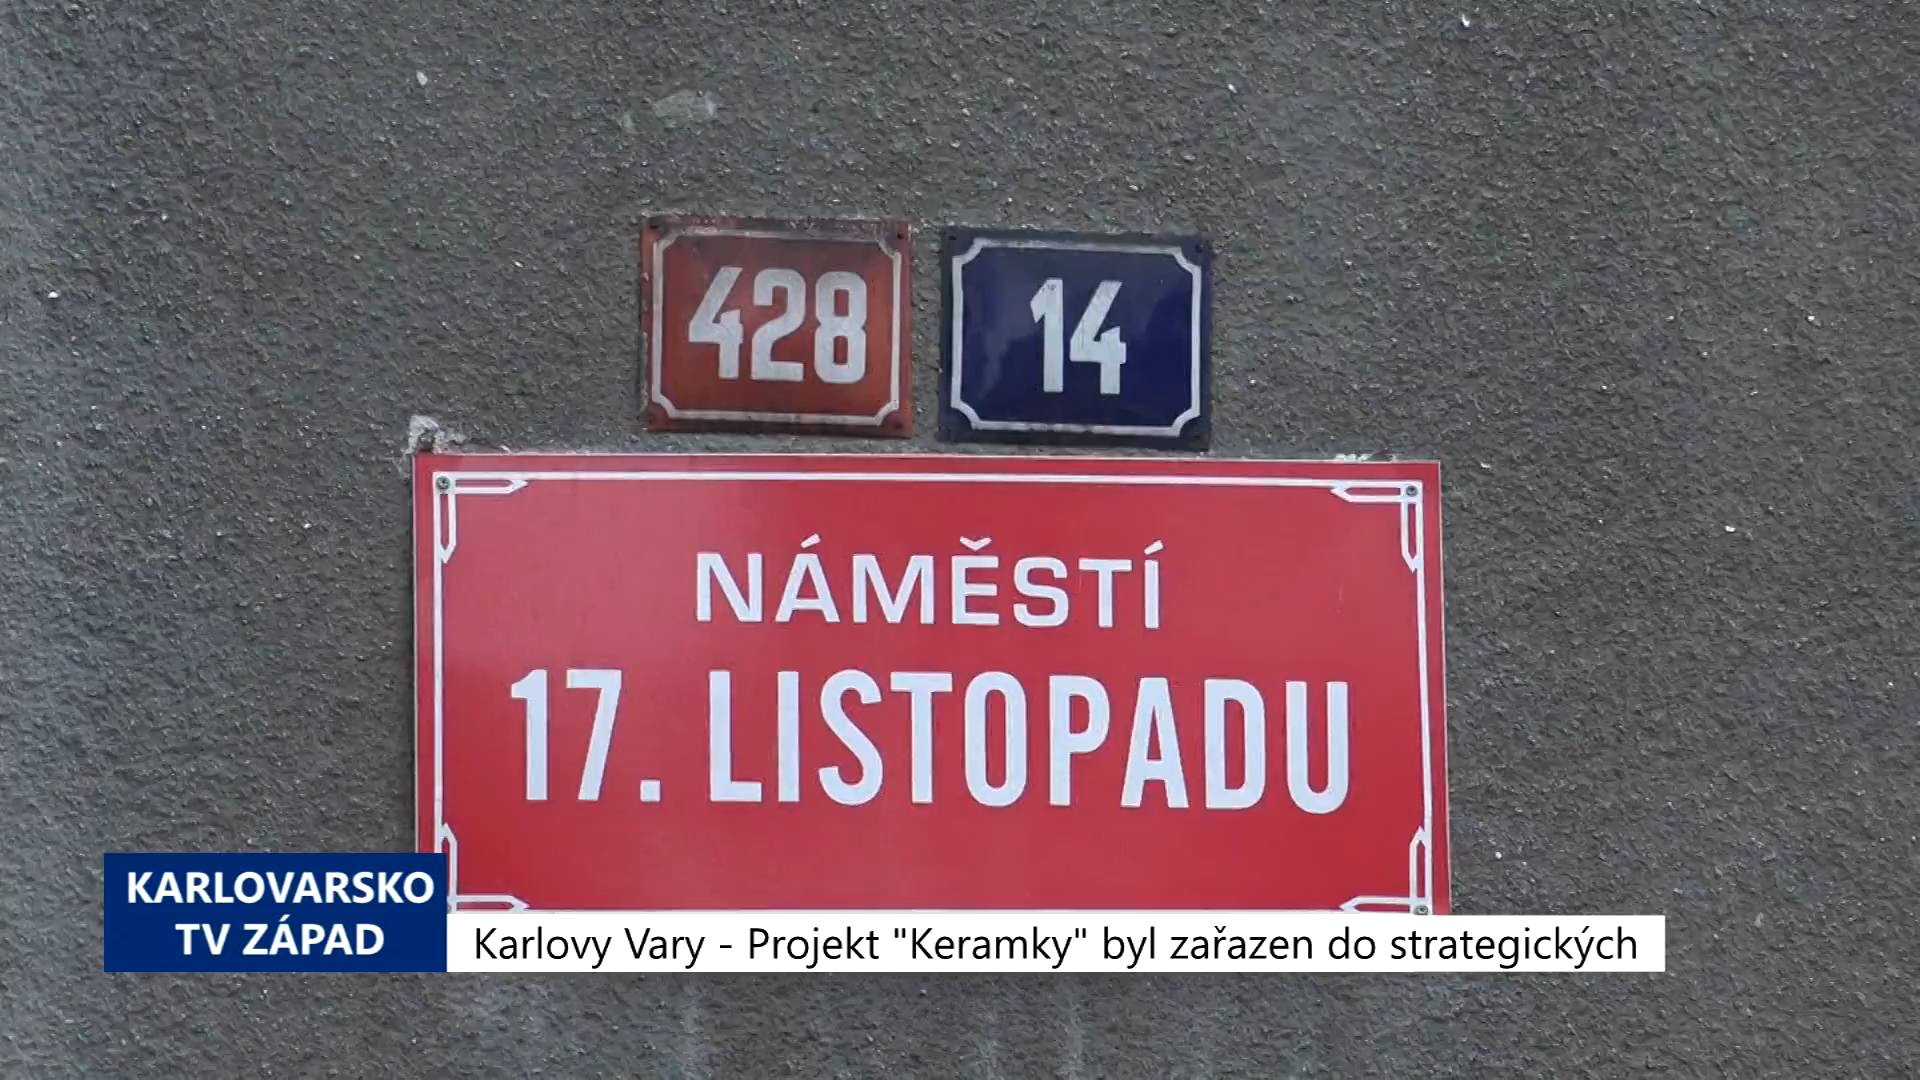 428
14
NÁMĚSTÍ
17. LISTOPADU
KARLOVARSKO
TV ZÁPAD
Karlovy Vary - Projekt "Keramky" byl zařazen do strategických